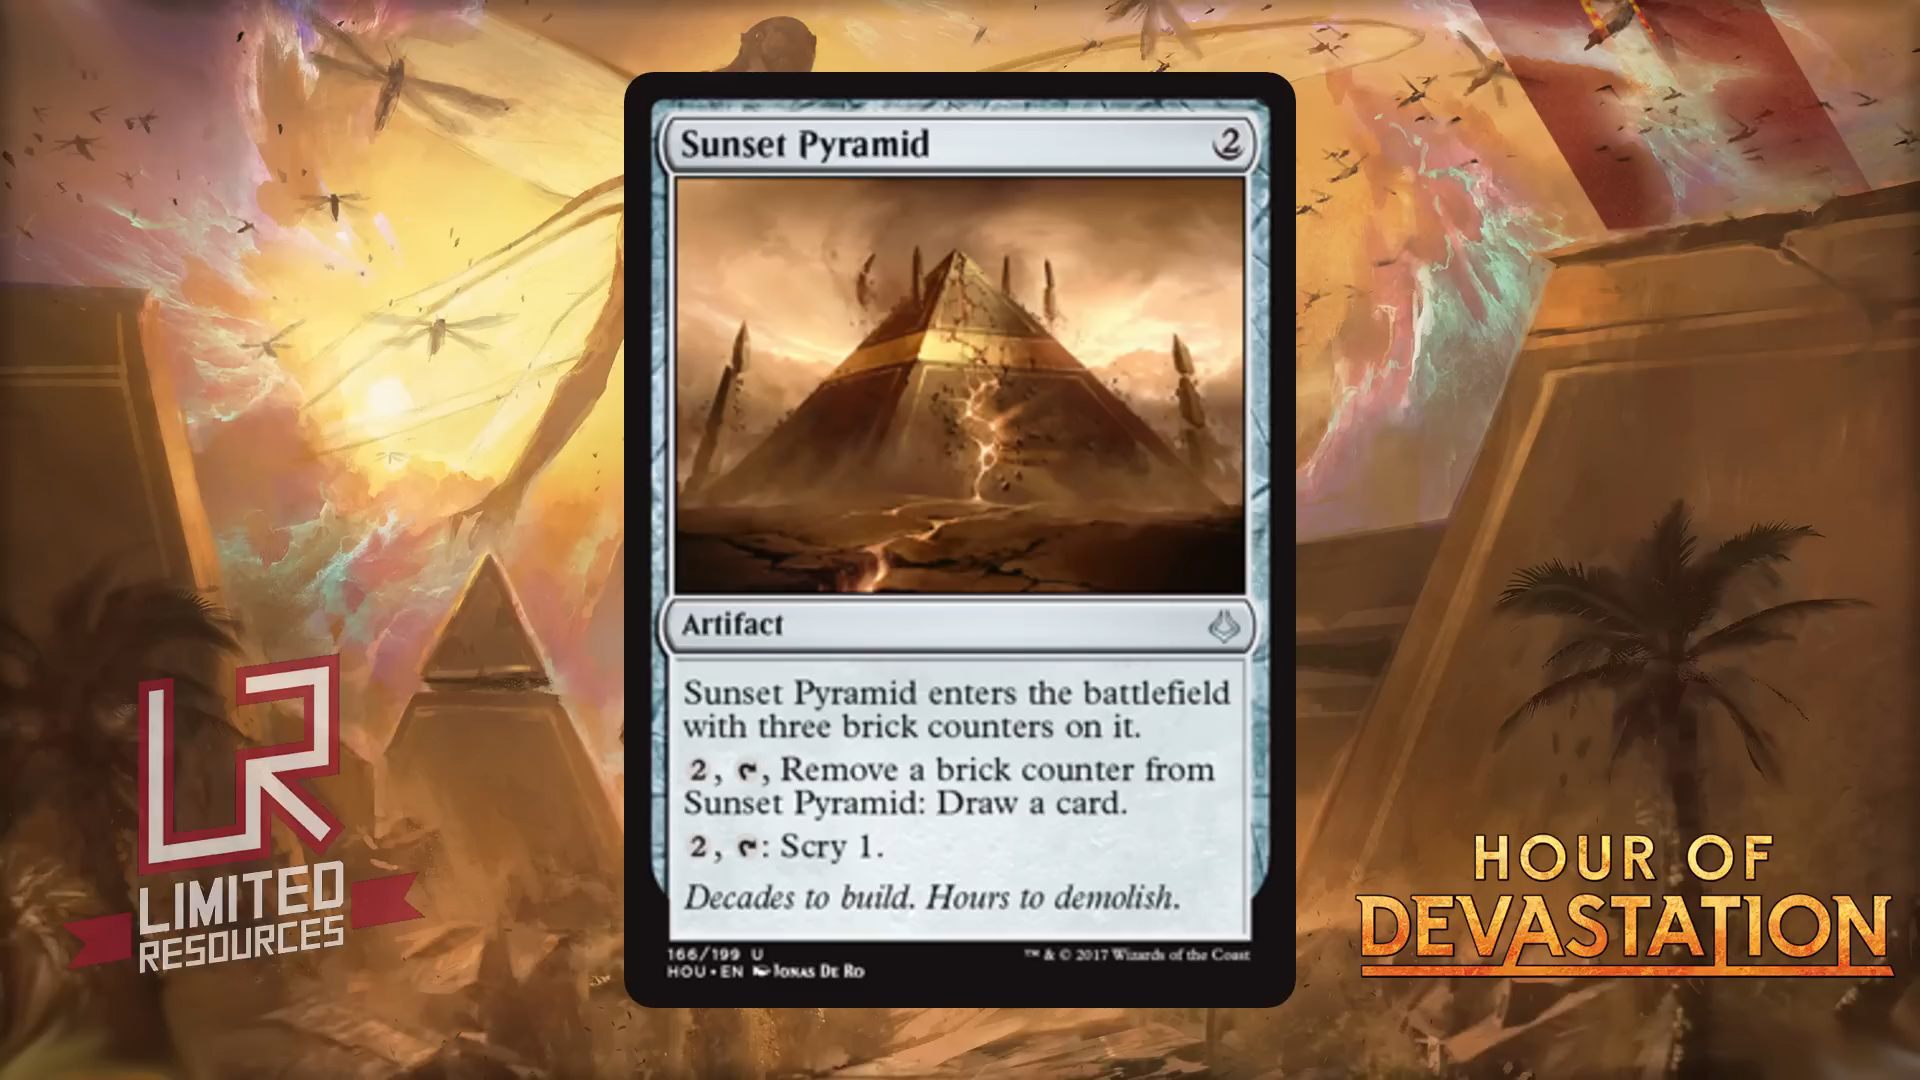 Sunset Pyramid 2
Artifact
Sunset Pyramid enters the battlefield
with three brick counters on it.
2, , Remove a brick counter from
Sunset Pyramid: Draw a card.
2, : Scry 1.
Decades to build. Hours to demolish.
166/199 U
HOU • EN Jonas De Ro
™ & © 2017 Wizards of the Coast
LR
LIMITED
RESOURCES
HOUR OF
DEVASTATION